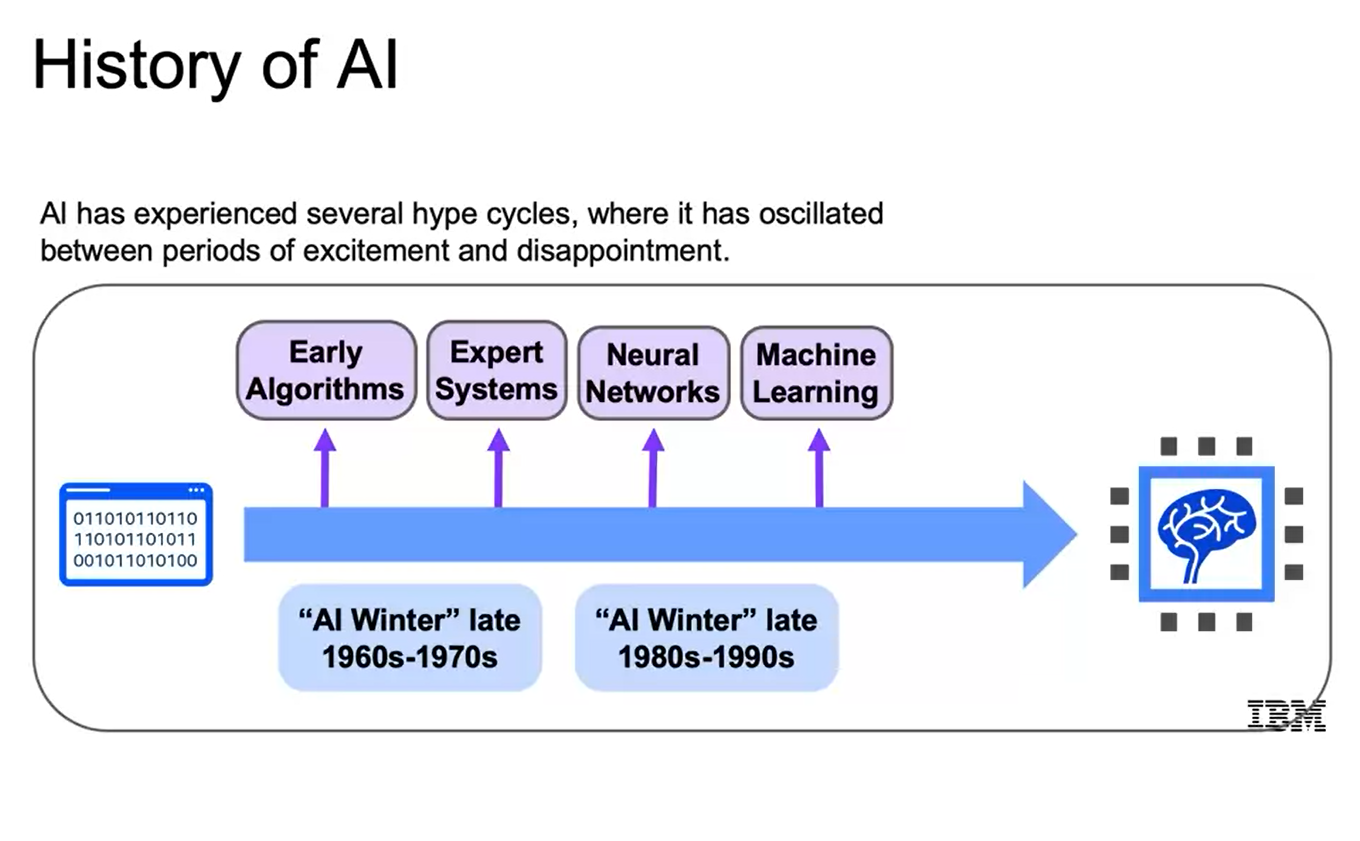 History of AI
AI has experienced several hype cycles, where it has oscillated
between periods of excitement and disappointment.
Early
Algorithms
Expert
Systems
Neural
Networks
Machine
Learning
011010110110
110101101011
001011010100
“AI Winter” late
1960s-1970s
“AI Winter” late
1980s-1990s
IBM